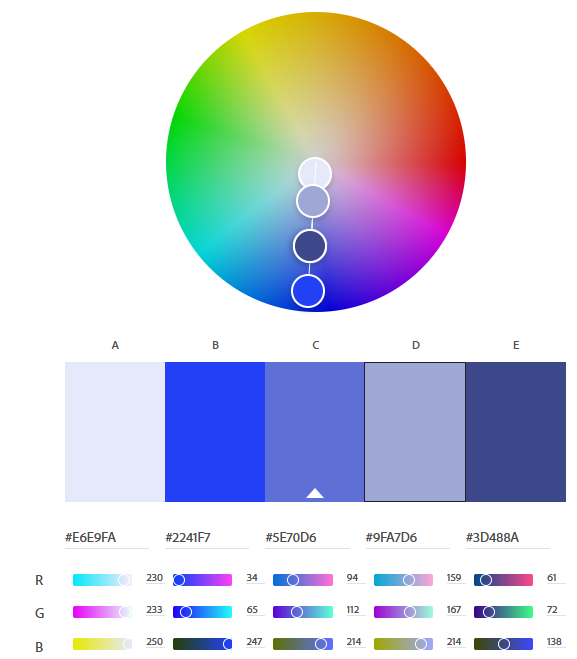 A B C D E
#E6E9FA #2241F7 #5E70D6 #9FA7D6 #3D488A
R 230 34 94 159 61
G 233 65 112 167 72
B 250 247 214 214 138